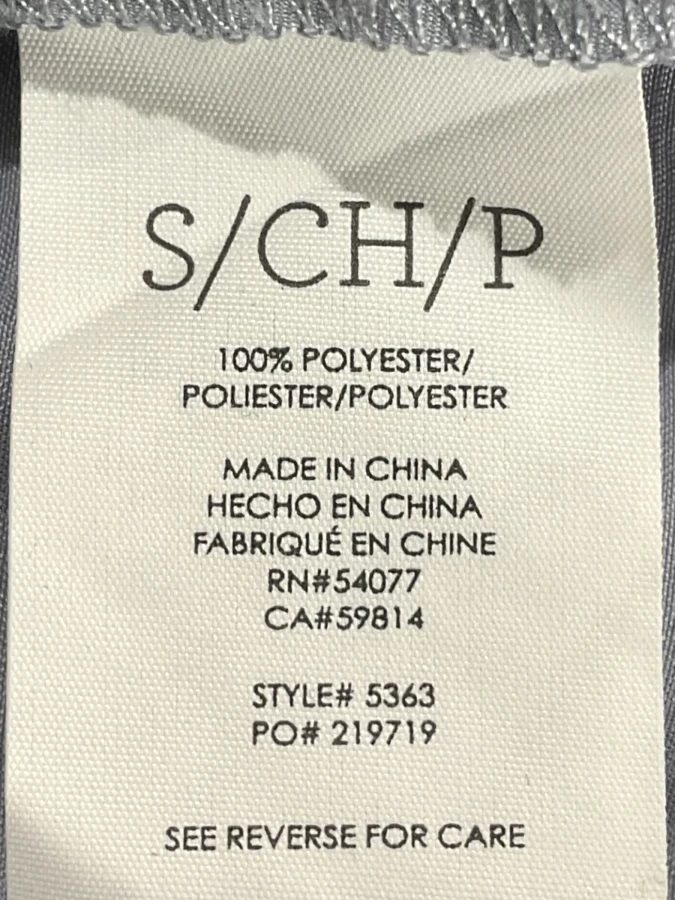 S/CH/P
100% POLYESTER/
POLIESTER/POLYESTER
MADE IN CHINA
HECHO EN CHINA
FABRIQUÉ EN CHINE
RN#54077
CA#59814
STYLE# 5363
PO# 219719
SEE REVERSE FOR CARE